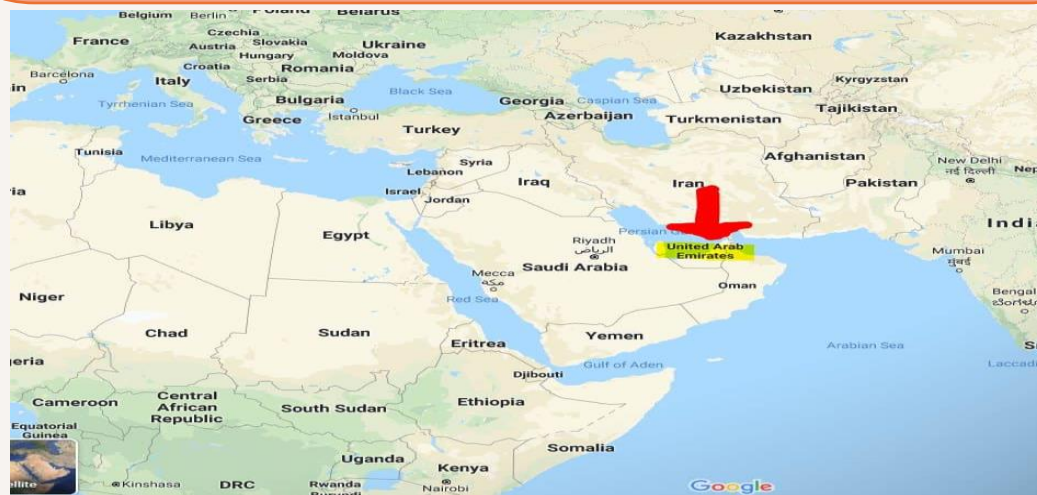 Belgium
Berlin
Poland
Belarus
France
Czechia
Austria
Slovakia
Ukraine
Hungary
Moldova
Kazakhstan
Croatia
Romania
Barcelona
Italy
Serbia
Kyrgyzstan
Tyrrhenian Sea
Bulgaria
Black Sea
Georgia
Caspian Sea
Uzbekistan
Greece
Istanbul
Azerbaijan
Turkmenistan
Tajikistan
Turkey
Tunisia
Mediterranean Sea
Syria
Lebanon
Afghanistan
New Delhi
नई दिल्ली
Iraq
Iran
Israel
Jordan
Pakistan
Libya
Egypt
Persian
Riyadh
الرياض
United Arab
Emirates
Mumbai
मुंबई
Mecca
مكة
Saudi Arabia
Oman
Niger
Red Sea
Chad
Sudan
Eritrea
Yemen
Arabian Sea
Gulf of Aden
Djibouti
Cameroon
Central
African
Republic
South Sudan
Ethiopia
Equatorial
Guinea
Somalia
Uganda
Kenya
Kinshasa
DRC
Rwanda
Burundi
Nairobi
Google